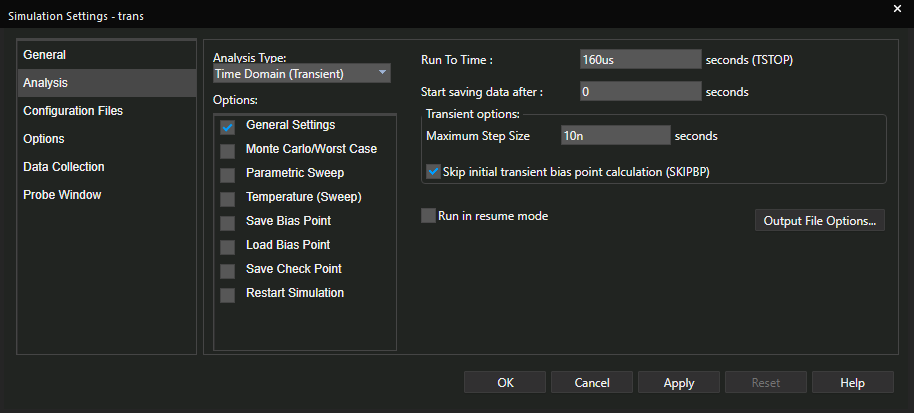 Simulation Settings - trans
General
Analysis
Configuration Files
Options
Data Collection
Probe Window
Analysis Type:
Time Domain (Transient)
Options:
General Settings
Monte Carlo/Worst Case
Parametric Sweep
Temperature (Sweep)
Save Bias Point
Load Bias Point
Save Check Point
Restart Simulation
Run To Time : 160us seconds (TSTOP)
Start saving data after : 0 seconds
Transient options:
Maximum Step Size 10n seconds
Skip initial transient bias point calculation (SKIPBP)
Run in resume mode
Output File Options...
OK Cancel Apply Reset Help